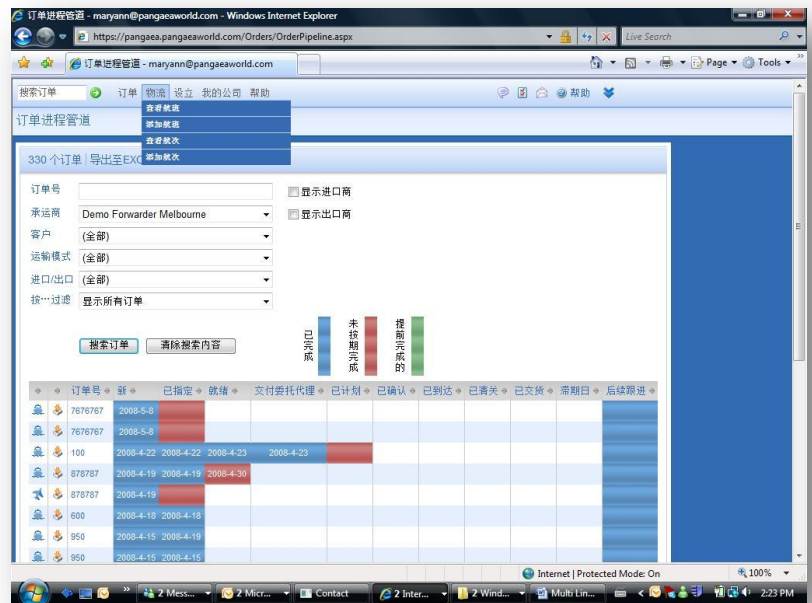 订单进程管道 - maryann@pangaeaworld.com - Windows Internet Explorer
https://pangaea.pangaeaworld.com/Orders/OrderPipeline.aspx
Live Search
订单进程管道 - maryann@pangaeaworld.com
Page
Tools
搜索订单 订单 物流 设立 我的公司 帮助 帮助
查看航班
添加航班
查看航次
添加航次
订单进程管道
330 个订单 | 导出至EXC
订单号 显示进口商
承运商 Demo Forwarder Melbourne 显示出口商
客户 (全部)
运输模式 (全部)
进口/出口 (全部)
按…过滤 显示所有订单
搜索订单 清除搜索内容
已完成
未按期完成
提前完成的
订单号 新 已指定 就绪 交付委托代理 已计划 已确认 已到达 已清关 已交货 滞期日 后续跟进
7676767 2008-5-8
7676767 2008-5-8
100 2008-4-22 2008-4-22 2008-4-23 2008-4-23
878787 2008-4-19 2008-4-19 2008-4-30
878787 2008-4-19
600 2008-4-18 2008-4-18
950 2008-4-15 2008-4-19
950 2008-4-15 2008-4-15
Internet | Protected Mode: On 100%
2 Mess... 2 Micr... Contact 2 Inter... 2 Wind... Multi Lin... 2:23 PM